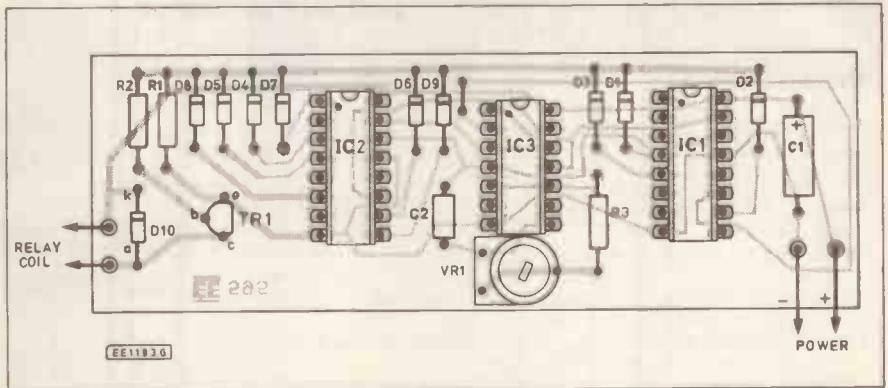 R2 R1 D8 D5 D4 D7
D6 D9
D3 D1 D2
IC2
IC3
IC1
+
C1
k
e
b
TR1
c
D10
a
C2
R3
VR1
RELAY
COIL
EE 282
- +
POWER
EE1193G